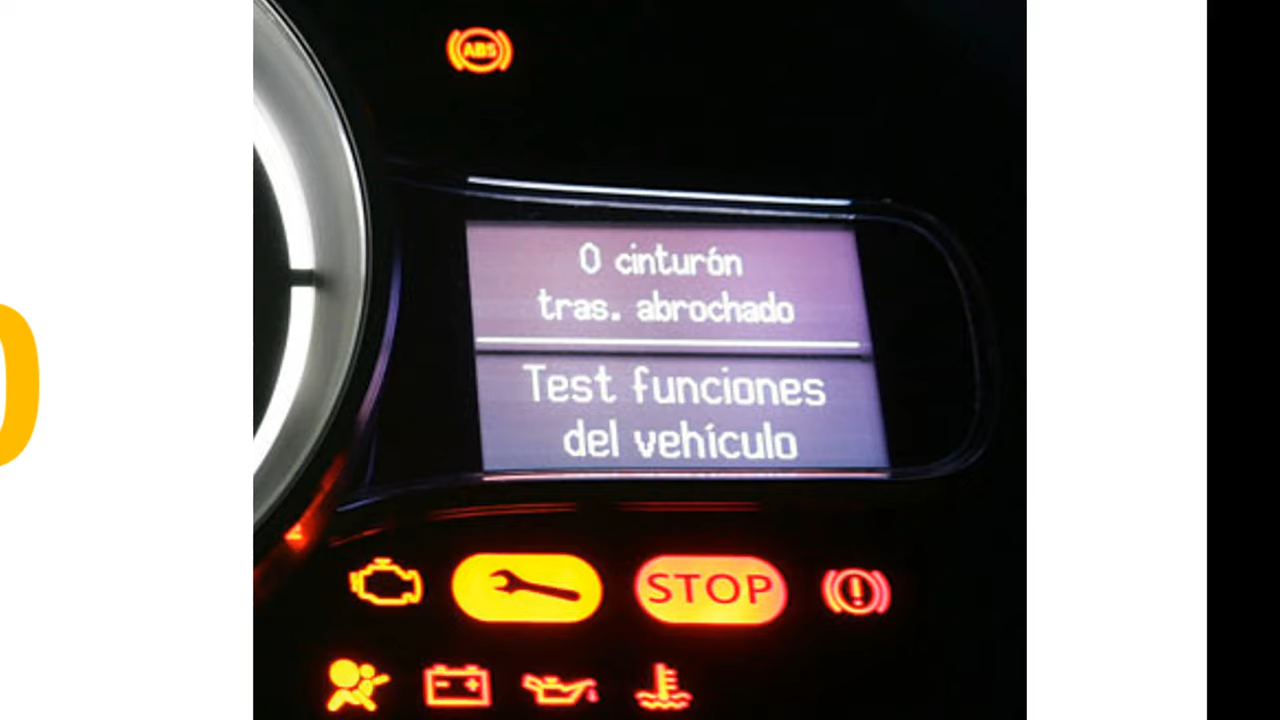 ABS
0 cinturón
tras. abrochado
Test funciones
del vehículo
STOP